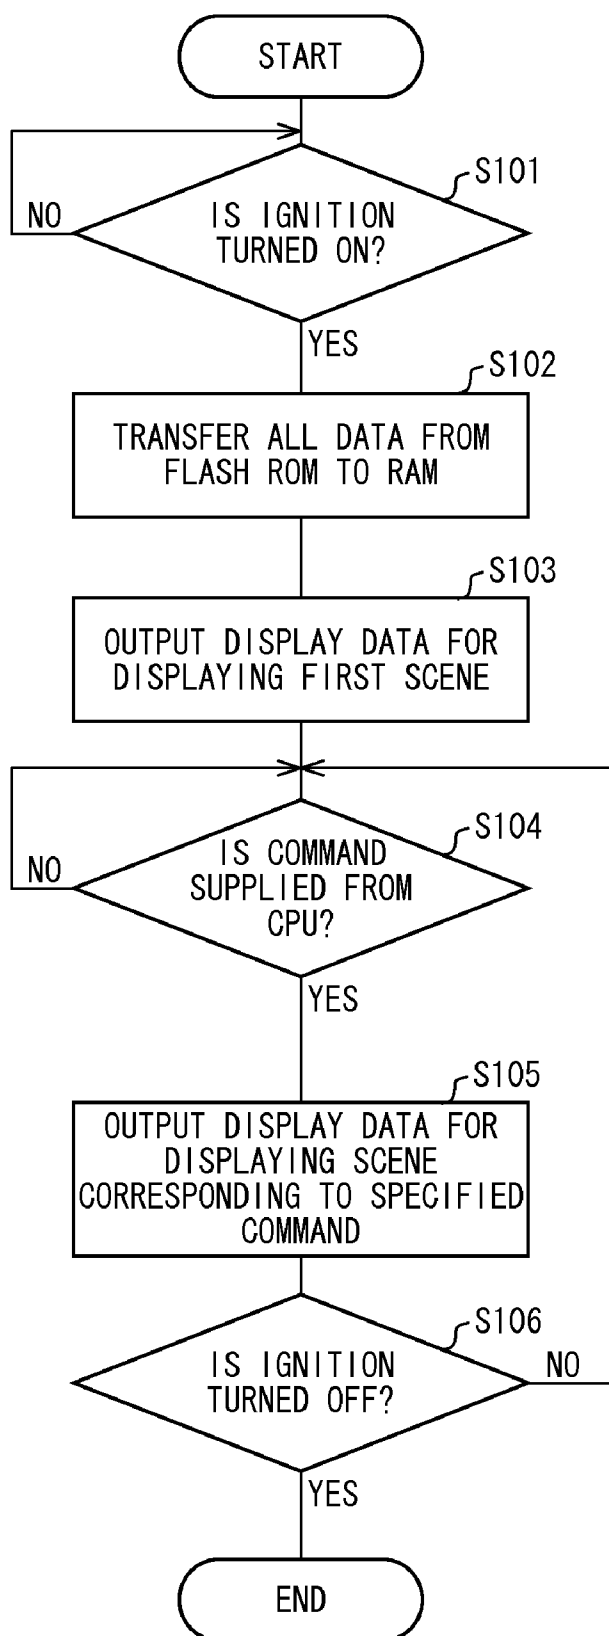 START
S101
IS IGNITION
TURNED ON?
NO
YES
S102
TRANSFER ALL DATA FROM
FLASH ROM TO RAM
S103
OUTPUT DISPLAY DATA FOR
DISPLAYING FIRST SCENE
S104
IS COMMAND
SUPPLIED FROM
CPU?
NO
YES
S105
OUTPUT DISPLAY DATA FOR
DISPLAYING SCENE
CORRESPONDING TO SPECIFIED
COMMAND
S106
IS IGNITION
TURNED OFF?
NO
YES
END